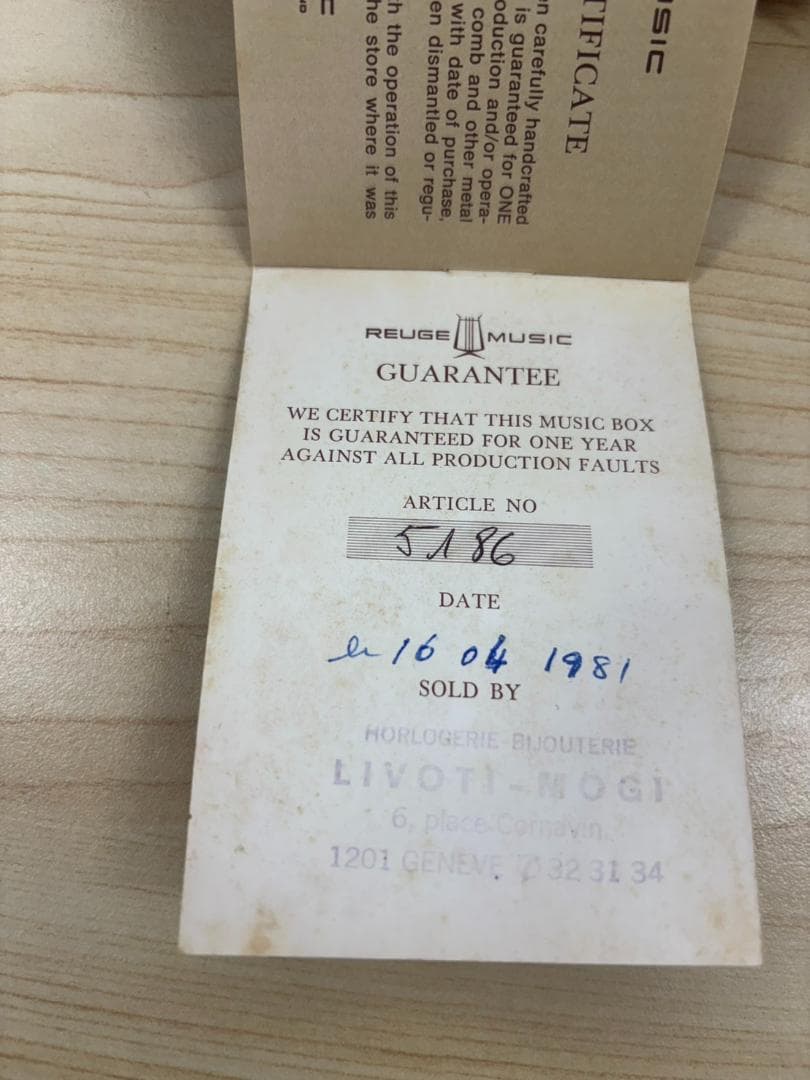 USIC
TIFICATE
n carefully handcrafted
is guaranteed for ONE
oduction and/or opera-
comb and other metal
with date of purchase,
en dismantled or regu-
th the operation of this
he store where it was
REUGE MUSIC
GUARANTEE
WE CERTIFY THAT THIS MUSIC BOX
IS GUARANTEED FOR ONE YEAR
AGAINST ALL PRODUCTION FAULTS
ARTICLE NO
5186
DATE
le 16 04 1981
SOLD BY
HORLOGERIE-BIJOUTERIE
LIVOTI-MOGI
6, place Cornavin
1201 GENEVE 32 31 34